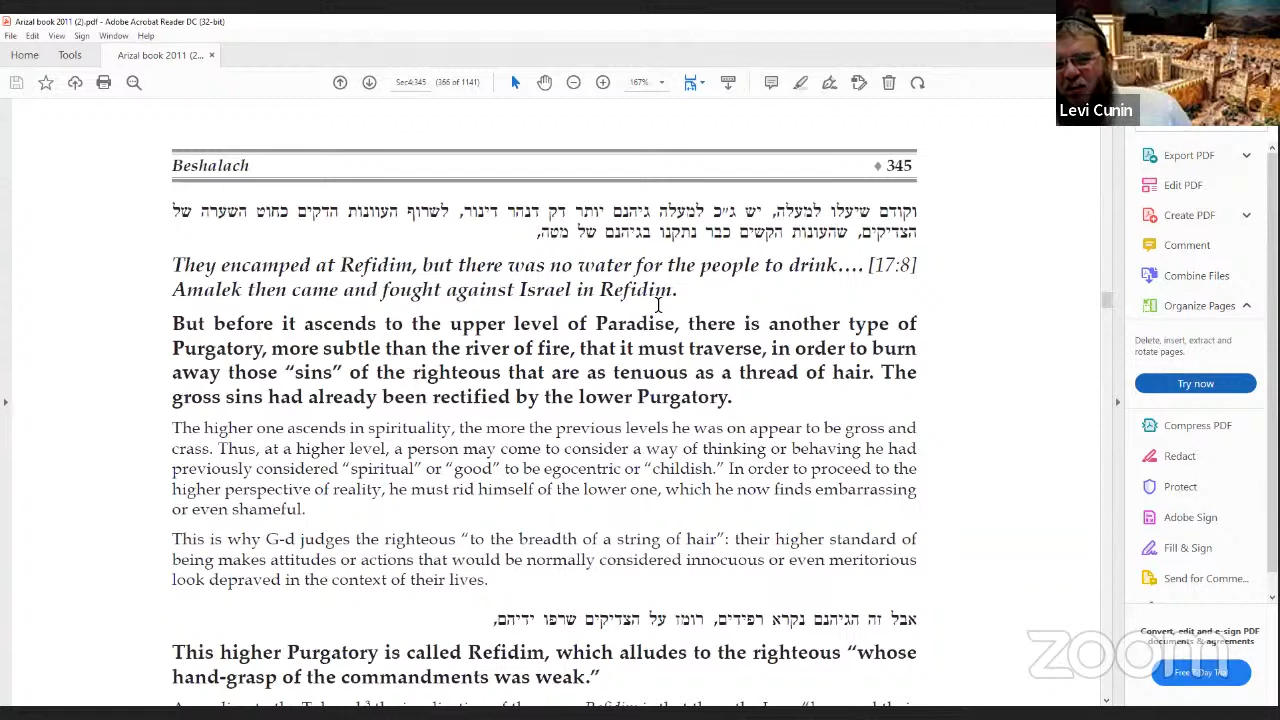 Arizal book 2011 (2).pdf - Adobe Acrobat Reader DC (32-bit)
File Edit View Sign Window Help
Home Tools Arizal book 2011 (2... ×
Sec4:345 (366 of 1141) 167%
Levi Cunin
Beshalach ♦ 345
וקודם שיעלו למעלה, יש ג״כ למעלה גיהנם יותר דק דנהר דינור, לשרוף העוונות הדקים כחוט השערה של
הצדיקים, שהעונות הקשים כבר נתקנו בגיהנם של מטה,
They encamped at Refidim, but there was no water for the people to drink…. [17:8]
Amalek then came and fought against Israel in Refidim.
But before it ascends to the upper level of Paradise, there is another type of
Purgatory, more subtle than the river of fire, that it must traverse, in order to burn
away those “sins” of the righteous that are as tenuous as a thread of hair. The
gross sins had already been rectified by the lower Purgatory.
The higher one ascends in spirituality, the more the previous levels he was on appear to be gross and
crass. Thus, at a higher level, a person may come to consider a way of thinking or behaving he had
previously considered “spiritual” or “good” to be egocentric or “childish.” In order to proceed to the
higher perspective of reality, he must rid himself of the lower one, which he now finds embarrassing
or even shameful.
This is why G-d judges the righteous “to the breadth of a string of hair”: their higher standard of
being makes attitudes or actions that would be normally considered innocuous or even meritorious
look depraved in the context of their lives.
אבל זה הגיהנם נקרא רפידים, רומז על הצדיקים שרפו ידיהם,
This higher Purgatory is called Refidim, which alludes to the righteous “whose
hand-grasp of the commandments was weak.”
Export PDF
Edit PDF
Create PDF
Comment
Combine Files
Organize Pages
Delete, insert, extract and
rotate pages.
Try now
Compress PDF
Redact
Protect
Adobe Sign
Fill & Sign
Send for Comme...
Convert, edit and e-sign PDF
documents & agreements
Free 7-Day Trial
zoom